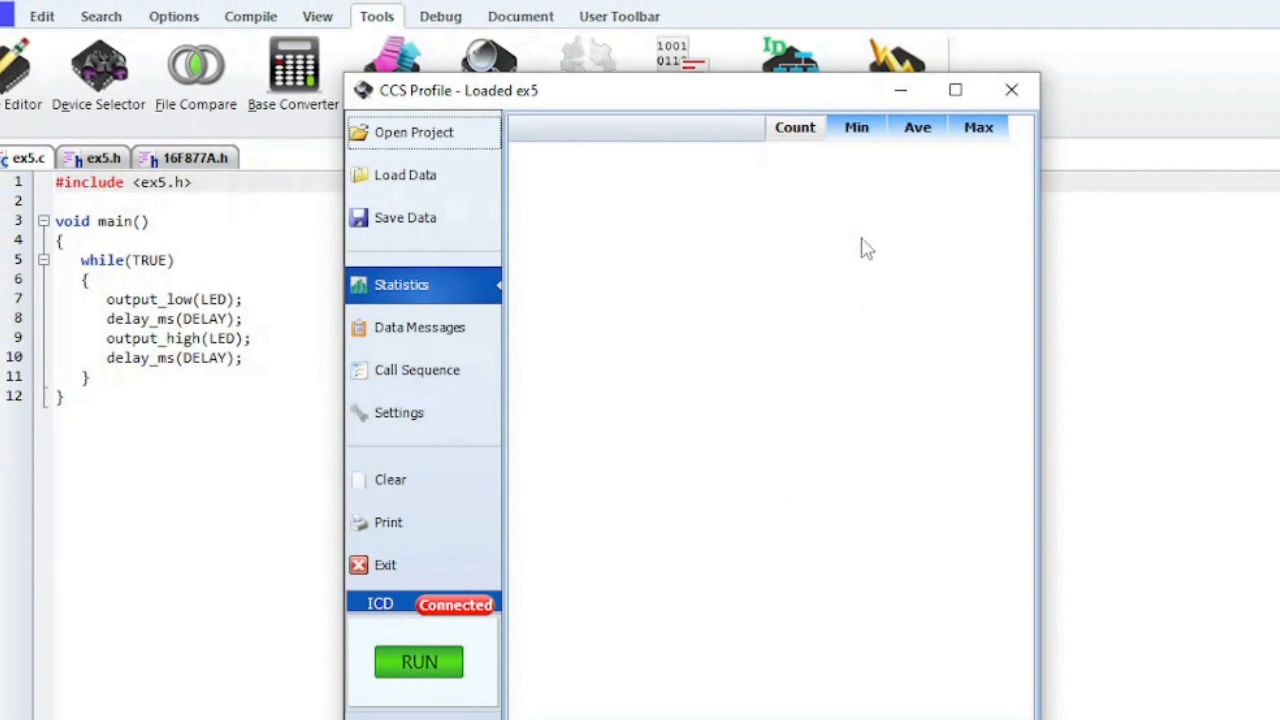 Edit Search Options Compile View Tools Debug Document User Toolbar
1001
011
ID
Editor Device Selector File Compare Base Converter
CCS Profile - Loaded ex5
ex5.c ex5.h 16F877A.h
Open Project
Load Data
Save Data
Statistics
Data Messages
Call Sequence
Settings
Clear
Print
Exit
ICD Connected
RUN
Count Min Ave Max
1 #include <ex5.h>
2
3 void main()
4 {
5 while(TRUE)
6 {
7 output_low(LED);
8 delay_ms(DELAY);
9 output_high(LED);
10 delay_ms(DELAY);
11 }
12 }